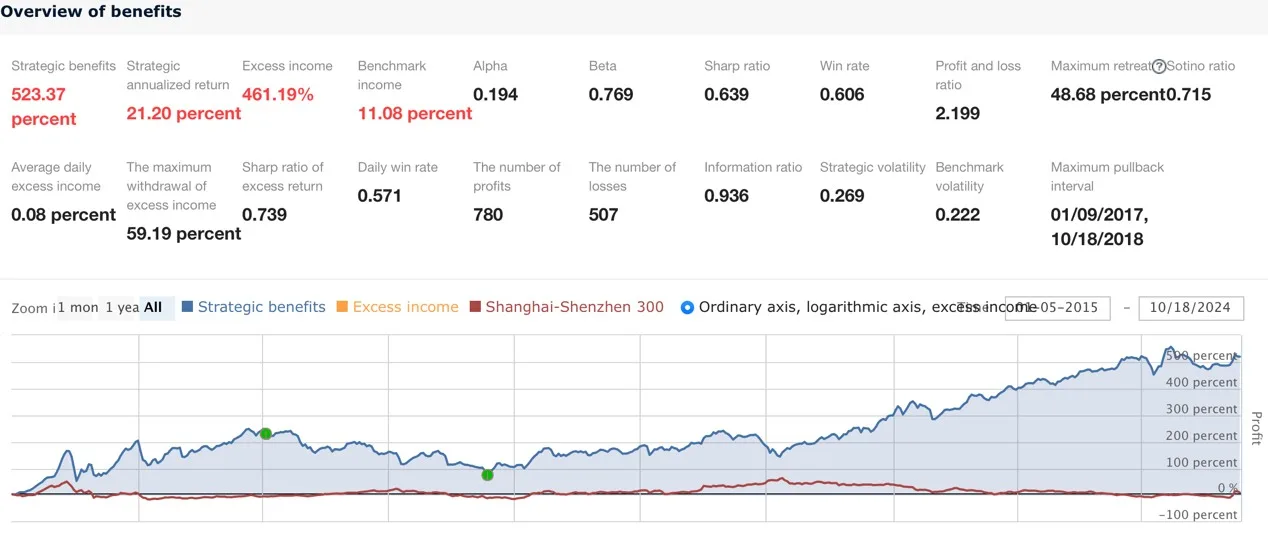 Overview of benefits
Strategic benefits
523.37
percent
Strategic
annualized return
21.20 percent
Excess income
461.19%
Benchmark
income
11.08 percent
Alpha
0.194
Beta
0.769
Sharp ratio
0.639
Win rate
0.606
Profit and loss
ratio
2.199
Maximum retreat
48.68 percent
?
Sotino ratio
0.715
Average daily
excess income
0.08 percent
The maximum
withdrawal of
excess income
59.19 percent
Sharp ratio of
excess return
0.739
Daily win rate
0.571
The number of
profits
780
The number of
losses
507
Information ratio
0.936
Strategic volatility
0.269
Benchmark
volatility
0.222
Maximum pullback
interval
01/09/2017,
10/18/2018
Zoom i 1 mon 1 yea All Strategic benefits Excess income Shanghai-Shenzhen 300 Ordinary axis, logarithmic axis, excess income 01-05-2015 – 10/18/2024
500 percent
400 percent
300 percent
200 percent
100 percent
0 %
-100 percent
Profit